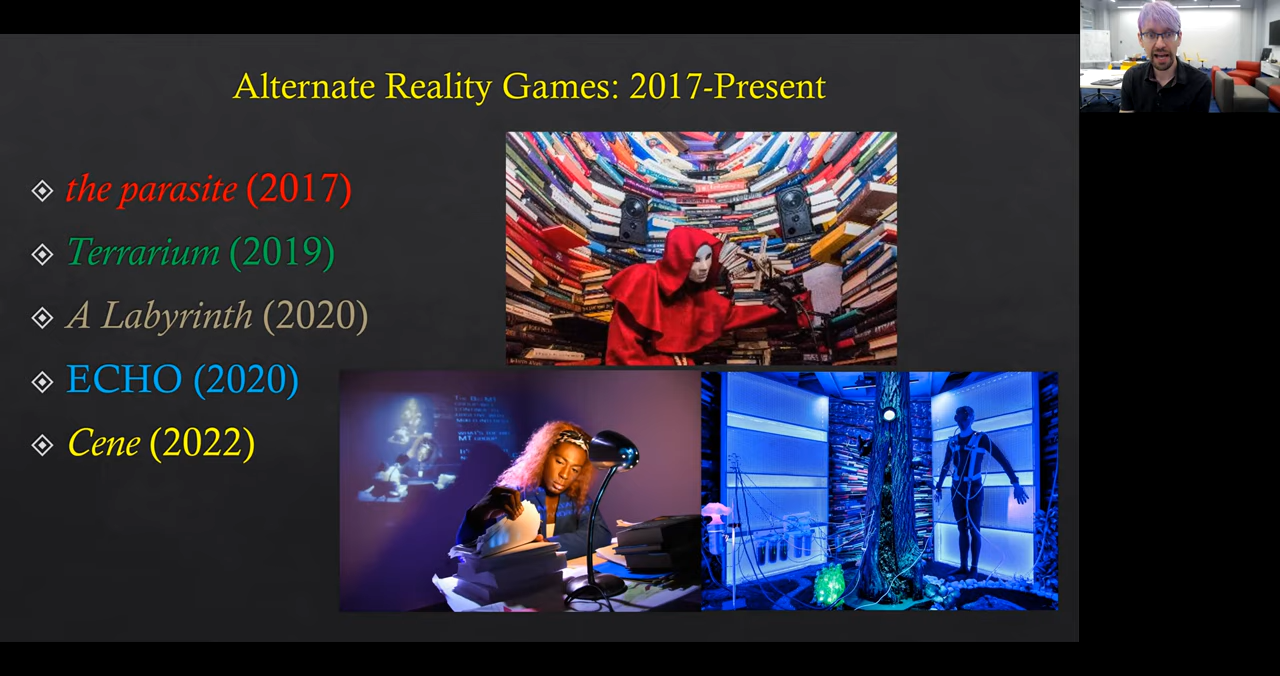 Alternate Reality Games: 2017-Present
the parasite (2017)
Terrarium (2019)
A Labyrinth (2020)
ECHO (2020)
Cene (2022)